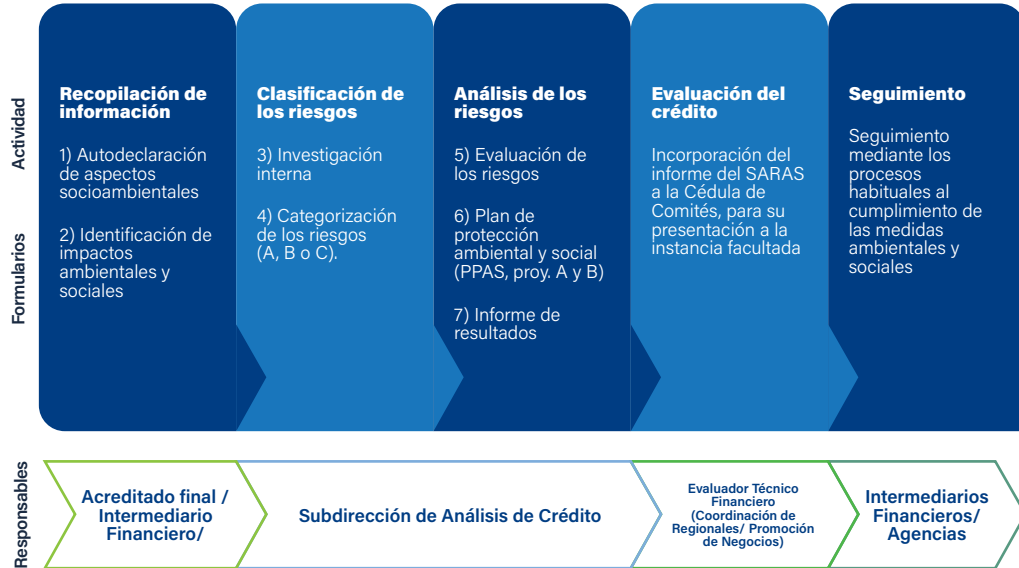 Actividad
Formularios
Responsables
Recopilación de
información
1) Autodeclaración
de aspectos
socioambientales
2) Identificación de
impactos
ambientales y
sociales
Clasificación de
los riesgos
3) Investigación
interna
4) Categorización
de los riesgos
(A, B o C).
Análisis de los
riesgos
5) Evaluación de
los riesgos
6) Plan de
protección
ambiental y social
(PPAS, proy. A y B)
7) Informe de
resultados
Evaluación del
crédito
Incorporación del
informe del SARAS
a la Cédula de
Comités, para su
presentación a la
instancia facultada
Seguimiento
Seguimiento
mediante los
procesos
habituales al
cumplimiento de
las medidas
ambientales y
sociales
Acreditado final /
Intermediario
Financiero/
Subdirección de Análisis de Crédito
Evaluador Técnico
Financiero
(Coordinación de
Regionales/ Promoción
de Negocios)
Intermediarios
Financieros/
Agencias